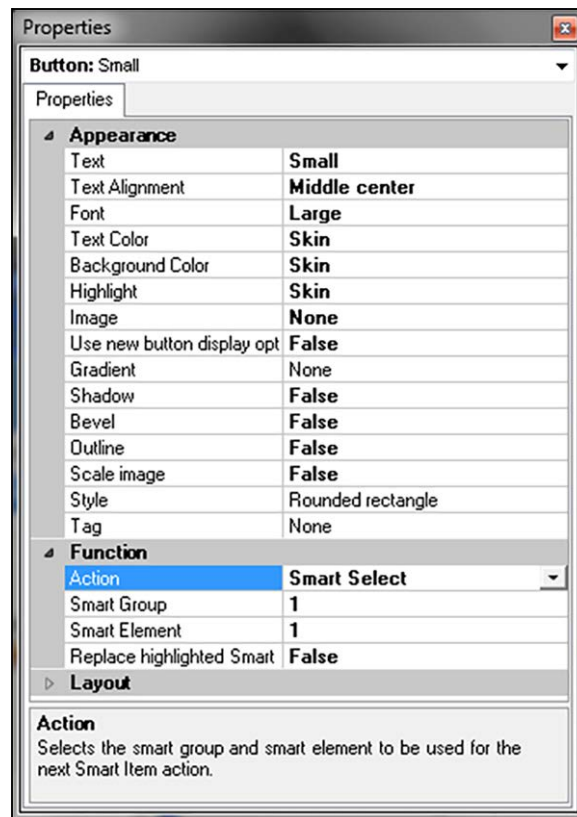 Properties
Button: Small
Properties
Appearance
Text Small
Text Alignment Middle center
Font Large
Text Color Skin
Background Color Skin
Highlight Skin
Image None
Use new button display opt False
Gradient None
Shadow False
Bevel False
Outline False
Scale image False
Style Rounded rectangle
Tag None
Function
Action Smart Select
Smart Group 1
Smart Element 1
Replace highlighted Smart False
Layout
Action
Selects the smart group and smart element to be used for the
next Smart Item action.